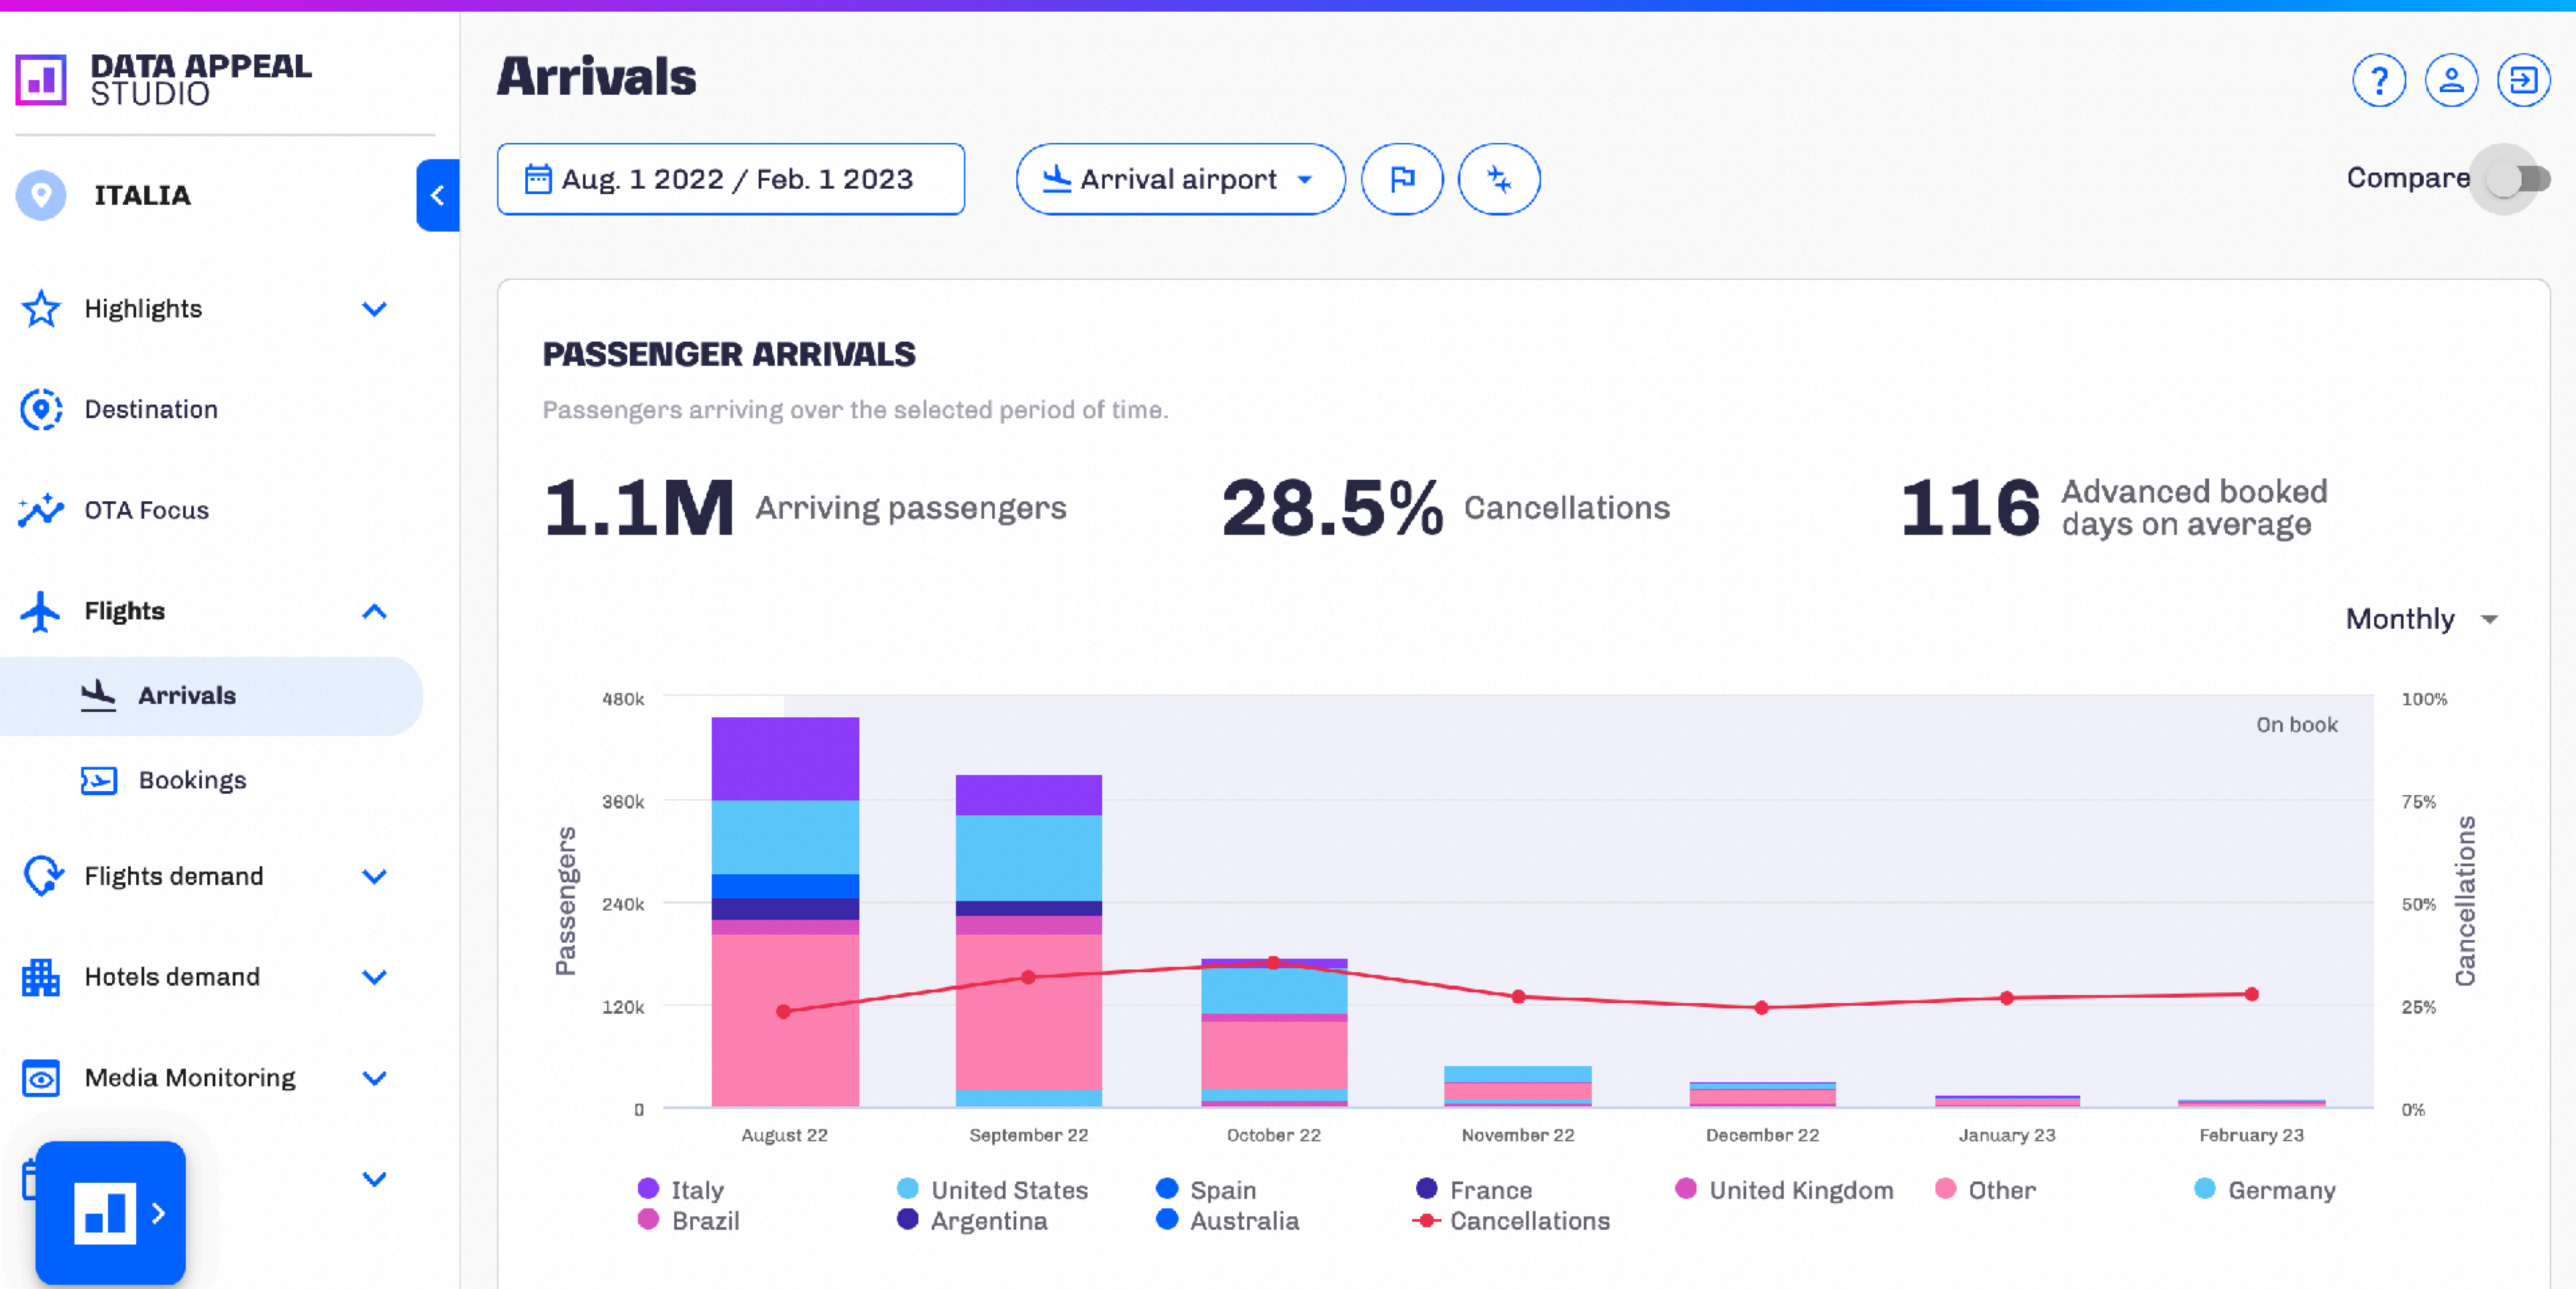 DATA APPEAL
STUDIO
ITALIA
Highlights
Destination
OTA Focus
Flights
Arrivals
Bookings
Flights demand
Hotels demand
Media Monitoring
Arrivals
Aug. 1 2022 / Feb. 1 2023
Arrival airport
Compare
PASSENGER ARRIVALS
Passengers arriving over the selected period of time.
1.1M Arriving passengers
28.5% Cancellations
116 Advanced booked
days on average
Monthly
Passengers
480k
360k
240k
120k
0
On book
100%
75%
50%
25%
0%
Cancellations
August 22 September 22 October 22 November 22 December 22 January 23 February 23
Italy United States Spain France United Kingdom Other Germany
Brazil Argentina Australia Cancellations